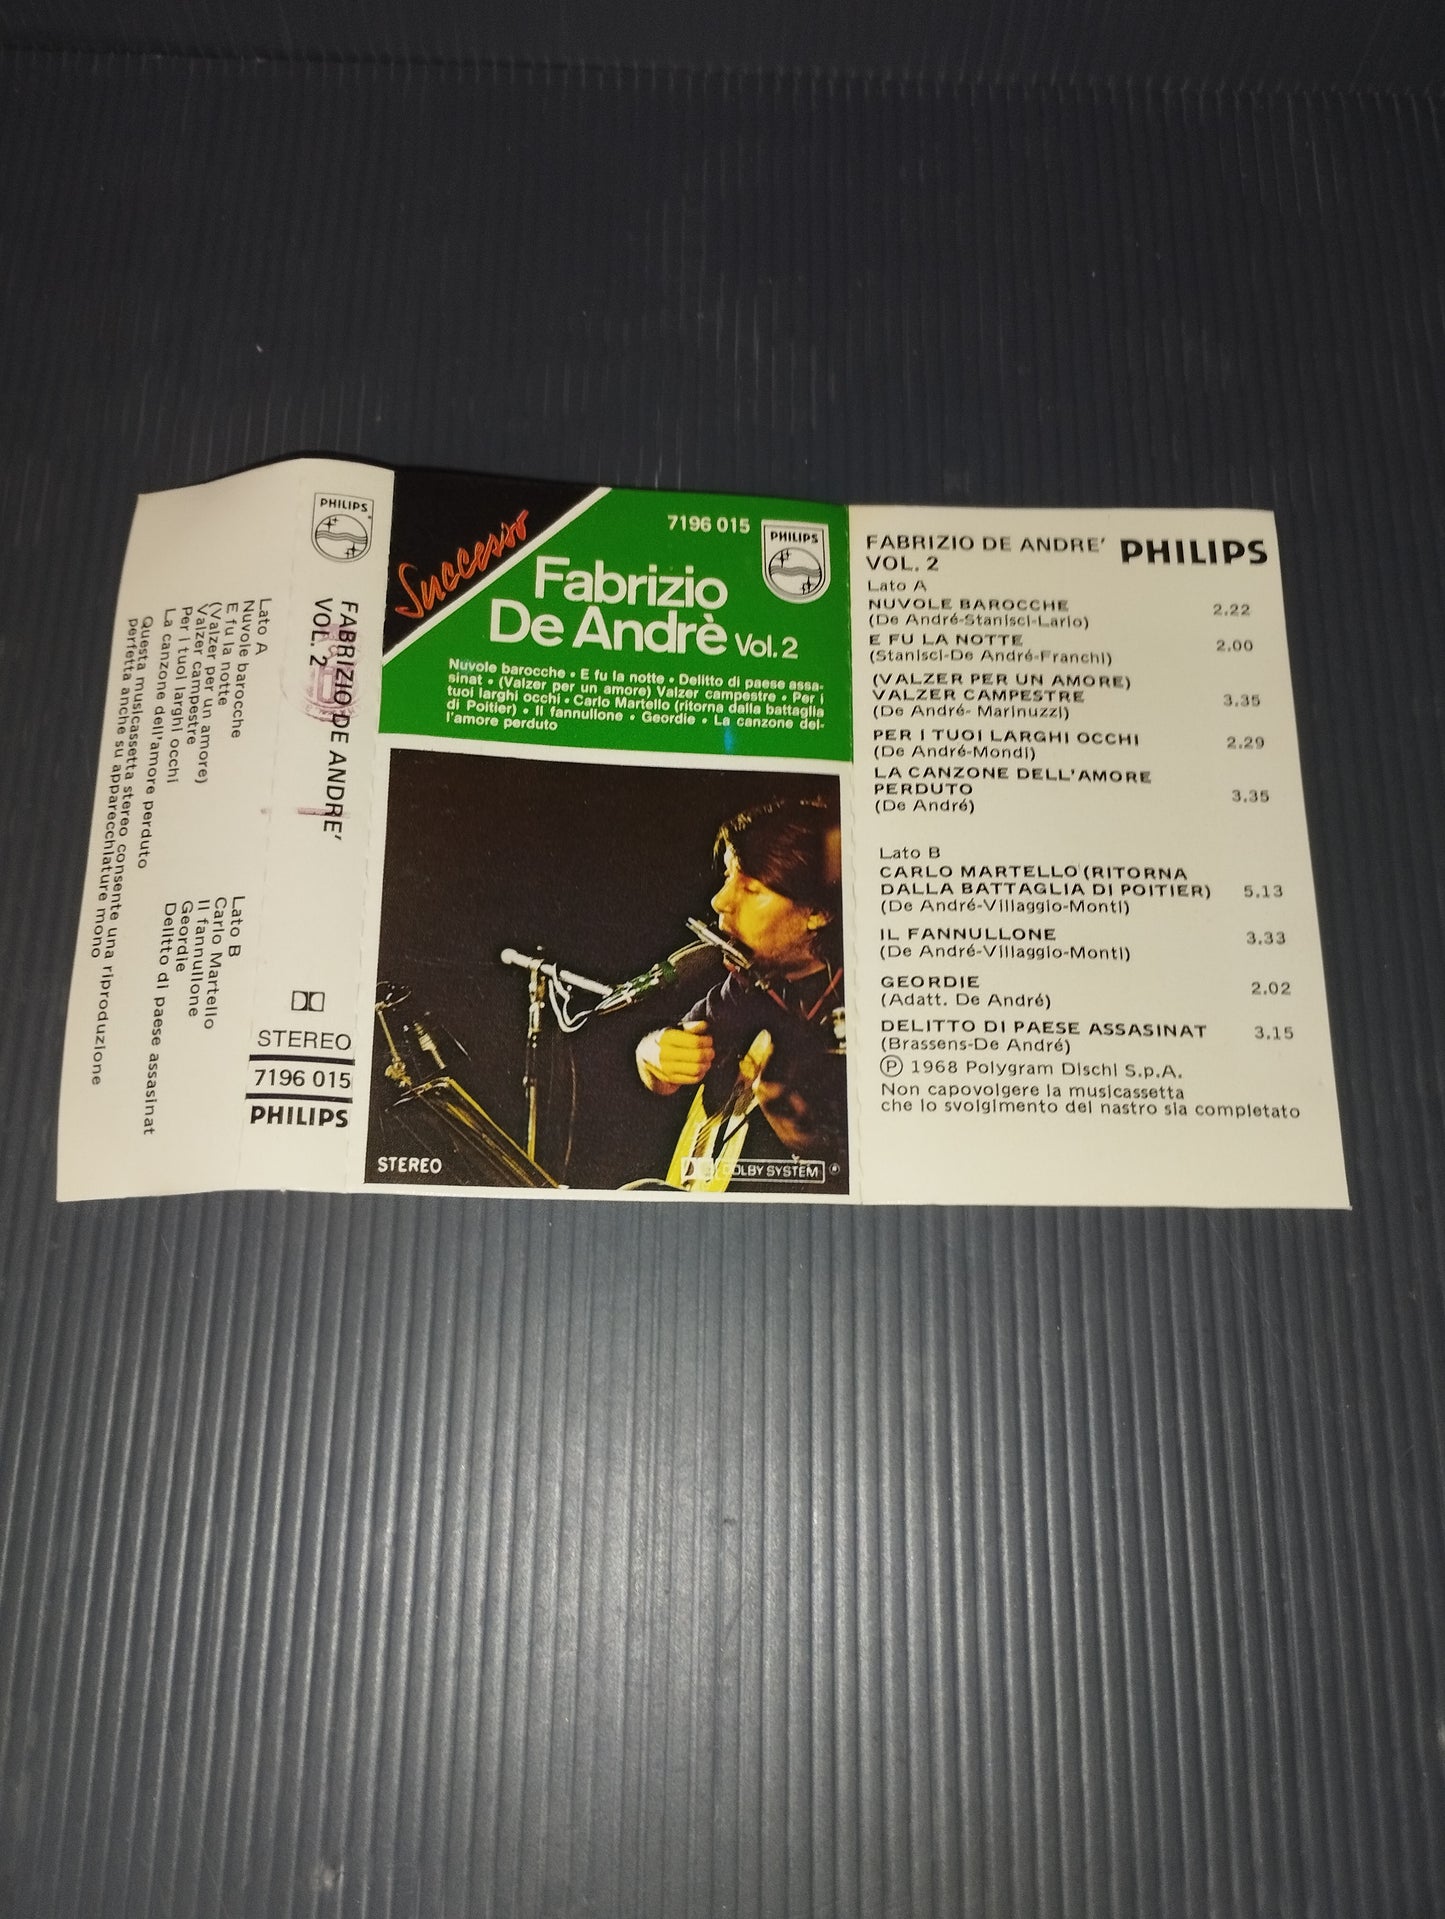 Lato A
Nuvole barocche
E fu la notte
(Valzer per un amore)
Valzer campestre
Per i tuoi larghi occhi
La canzone dell'amore perduto
Lato B
Carlo Martello
Il fannullone
Geordie
Delitto di paese assasinat
Questa musicassetta stereo consente una riproduzione
perfetta anche su apparecchiature mono
PHILIPS
FABRIZIO DE ANDRE'
VOL. 2
STEREO
7196 015
PHILIPS
Successo
7196 015
PHILIPS
Fabrizio
De Andrè Vol. 2
Nuvole barocche • E fu la notte • Delitto di paese assa-
sinat • (Valzer per un amore) Valzer campestre • Per i
tuoi larghi occhi • Carlo Martello (ritorna dalla battaglia
di Poitier) • Il fannullone • Geordie • La canzone del-
l'amore perduto
STEREO
DOLBY SYSTEM ®
FABRIZIO DE ANDRE' PHILIPS
VOL. 2
Lato A
NUVOLE BAROCCHE 2.22
(De André-Stanisci-Lario)
E FU LA NOTTE 2.00
(Stanisci-De André-Franchi)
(VALZER PER UN AMORE)
VALZER CAMPESTRE 3.35
(De André- Marinuzzi)
PER I TUOI LARGHI OCCHI 2.29
(De André-Mondi)
LA CANZONE DELL'AMORE
PERDUTO 3.35
(De André)
Lato B
CARLO MARTELLO (RITORNA
DALLA BATTAGLIA DI POITIER) 5.13
(De André-Villaggio-Monti)
IL FANNULLONE 3.33
(De André-Villaggio-Monti)
GEORDIE 2.02
(Adatt. De André)
DELITTO DI PAESE ASSASINAT 3.15
(Brassens-De André)
Ⓟ 1968 Polygram Dischi S.p.A.
Non capovolgere la musicassetta
che lo svolgimento del nastro sia completato